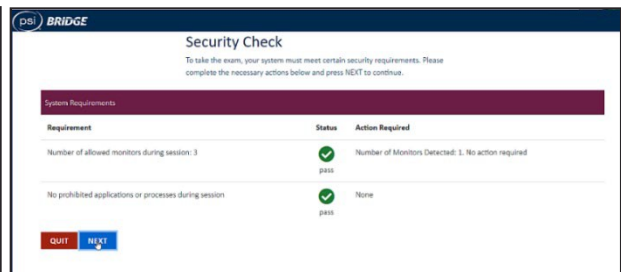 psi BRIDGE
Security Check
To take the exam, your system must meet certain security requirements. Please
complete the necessary actions below and press NEXT to continue.
System Requirements
Requirement Status Action Required
Number of allowed monitors during session: 3 pass Number of Monitors Detected: 1. No action required
No prohibited applications or processes during session pass None
QUIT NEXT